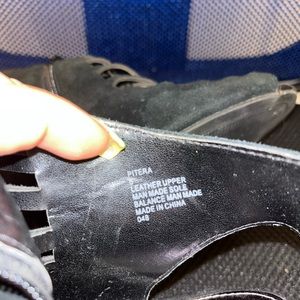 PITERA
LEATHER UPPER
MAN MADE SOLE
BALANCE MAN MADE
MADE IN CHINA
048